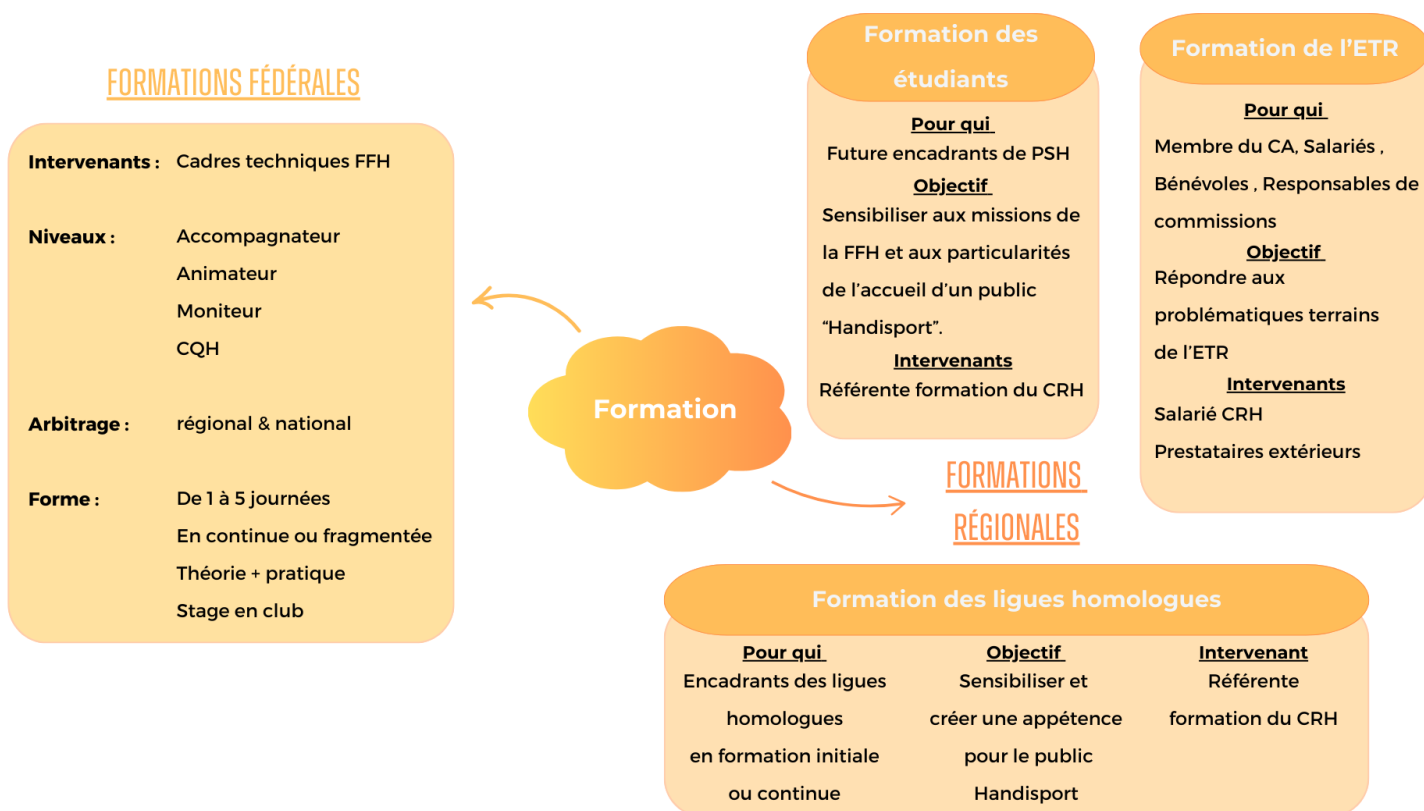 FORMATIONS FÉDÉRALES
Intervenants : Cadres techniques FFH
Niveaux : Accompagnateur
Animateur
Moniteur
CQH
Arbitrage : régional & national
Forme : De 1 à 5 journées
En continue ou fragmentée
Théorie + pratique
Stage en club
Formation
Formation des
étudiants
Pour qui
Future encadrants de PSH
Objectif
Sensibiliser aux missions de
la FFH et aux particularités
de l’accueil d’un public
“Handisport”.
Intervenants
Référente formation du CRH
Formation de l’ETR
Pour qui
Membre du CA, Salariés ,
Bénévoles , Responsables de
commissions
Objectif
Répondre aux
problématiques terrains
de l’ETR
Intervenants
Salarié CRH
Prestataires extérieurs
FORMATIONS
RÉGIONALES
Formation des ligues homologues
Pour qui
Encadrants des ligues
homologues
en formation initiale
ou continue
Objectif
Sensibiliser et
créer une appétence
pour le public
Handisport
Intervenant
Référente
formation du CRH